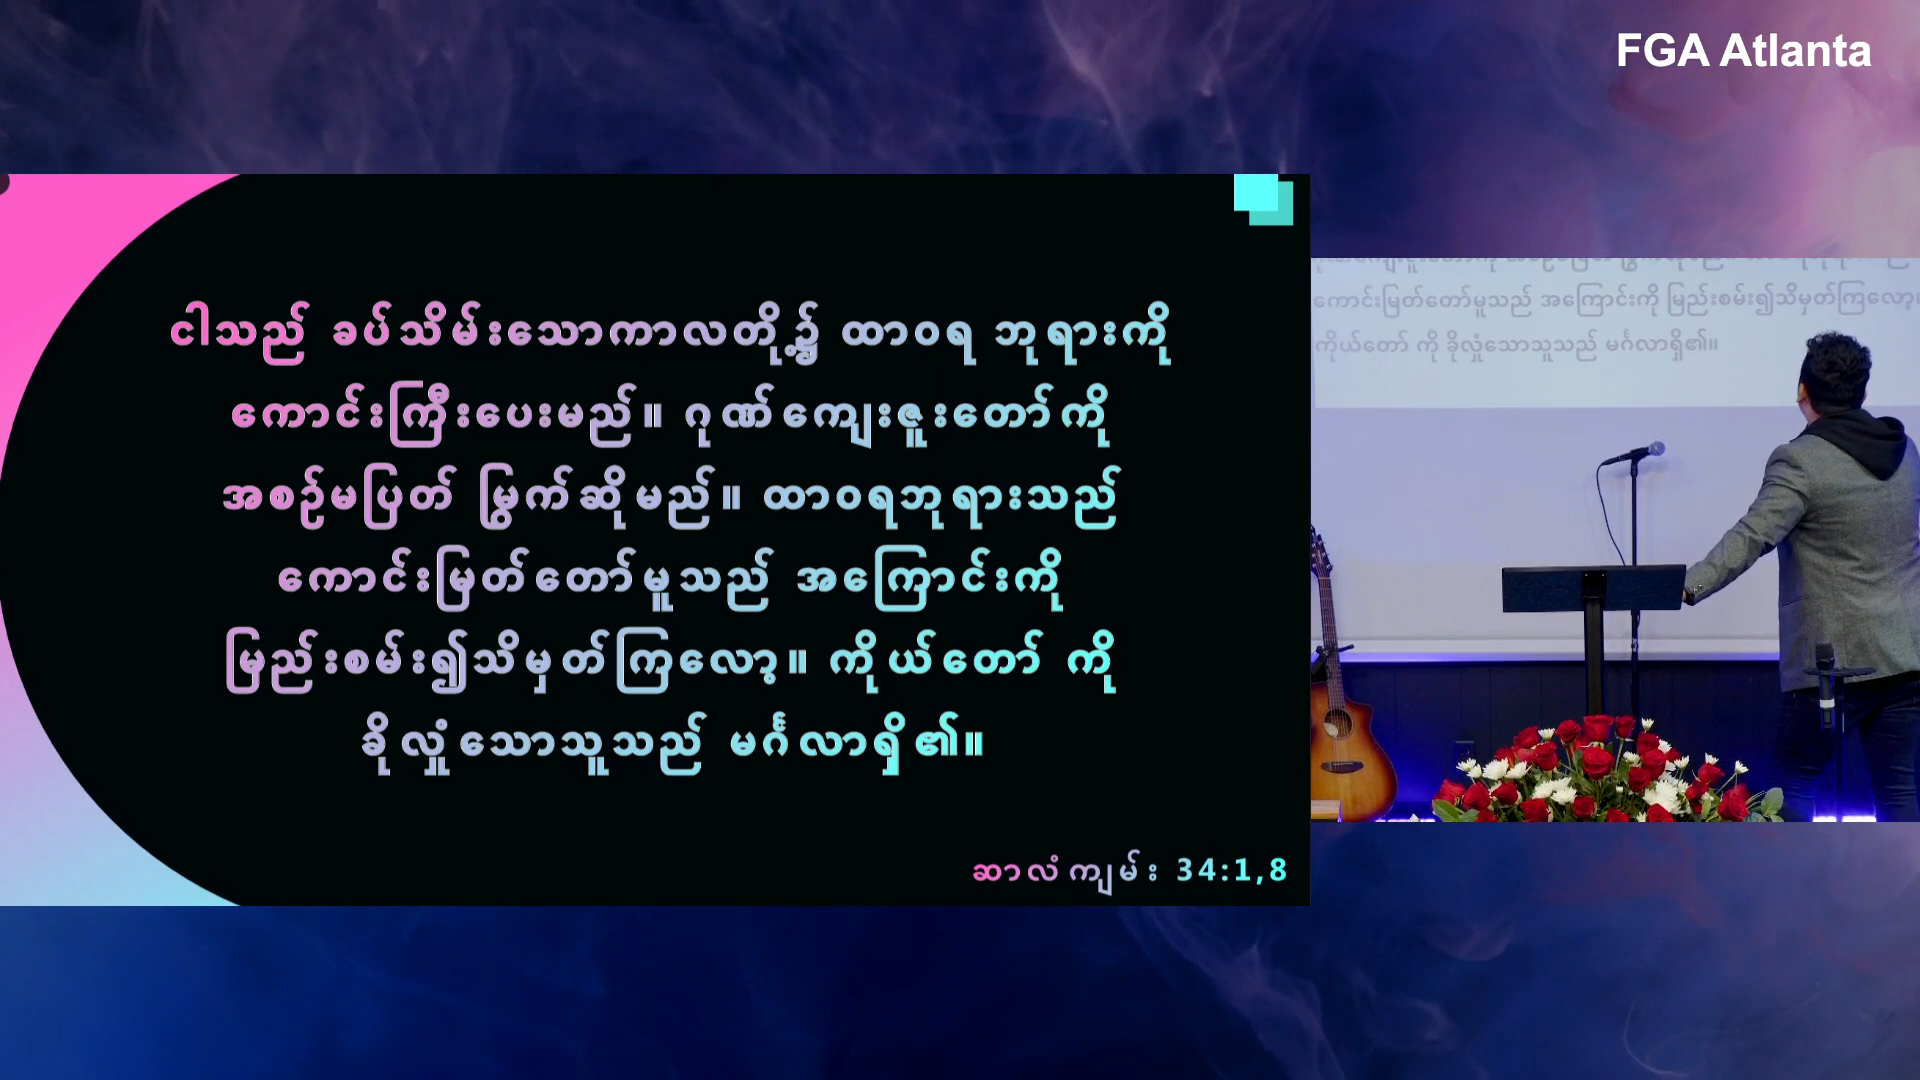 FGA Atlanta
ငါသည် ခပ်သိမ်းသောကာလတို့၌ ထာဝရ ဘုရားကို
ကောင်းကြီးပေးမည်။ ဂုဏ်ကျေးဇူးတော်ကို
အစဉ်မပြတ် မြွက်ဆိုမည်။ ထာဝရဘုရားသည်
ကောင်းမြတ်တော်မူသည် အကြောင်းကို
မြည်းစမ်း၍သိမှတ်ကြလော့။ ကိုယ်တော် ကို
ခိုလှုံသောသူသည် မင်္ဂလာရှိ၏။
ဆာလံကျမ်း 34:1,8
ကောင်းမြတ်တော်မူသည် အကြောင်းကို မြည်းစမ်း၍သိမှတ်ကြလော့။
ကိုယ်တော် ကို ခိုလှုံသောသူသည် မင်္ဂလာရှိ၏။